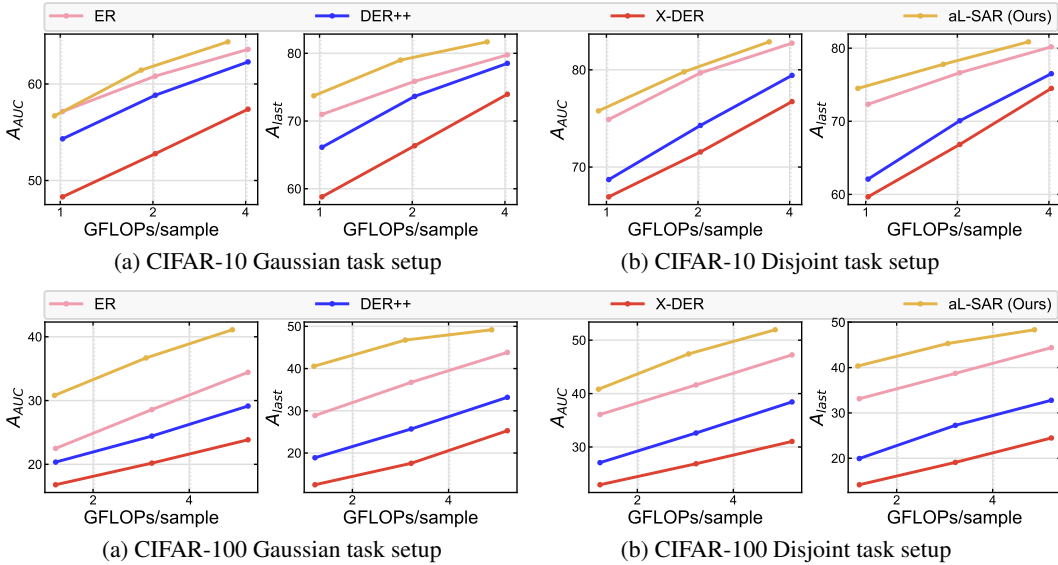 ER DER++ X-DER aL-SAR (Ours)
A_AUC 60 50 1 2 4 GFLOPs/sample
A_last 80 70 60 1 2 4 GFLOPs/sample
A_AUC 80 70 1 2 4 GFLOPs/sample
A_last 80 70 60 1 2 4 GFLOPs/sample
(a) CIFAR-10 Gaussian task setup
(b) CIFAR-10 Disjoint task setup
ER DER++ X-DER aL-SAR (Ours)
A_AUC 40 30 20 2 4 GFLOPs/sample
A_last 50 40 30 20 2 4 GFLOPs/sample
A_AUC 50 40 30 2 4 GFLOPs/sample
A_last 50 40 30 20 2 4 GFLOPs/sample
(a) CIFAR-100 Gaussian task setup
(b) CIFAR-100 Disjoint task setup